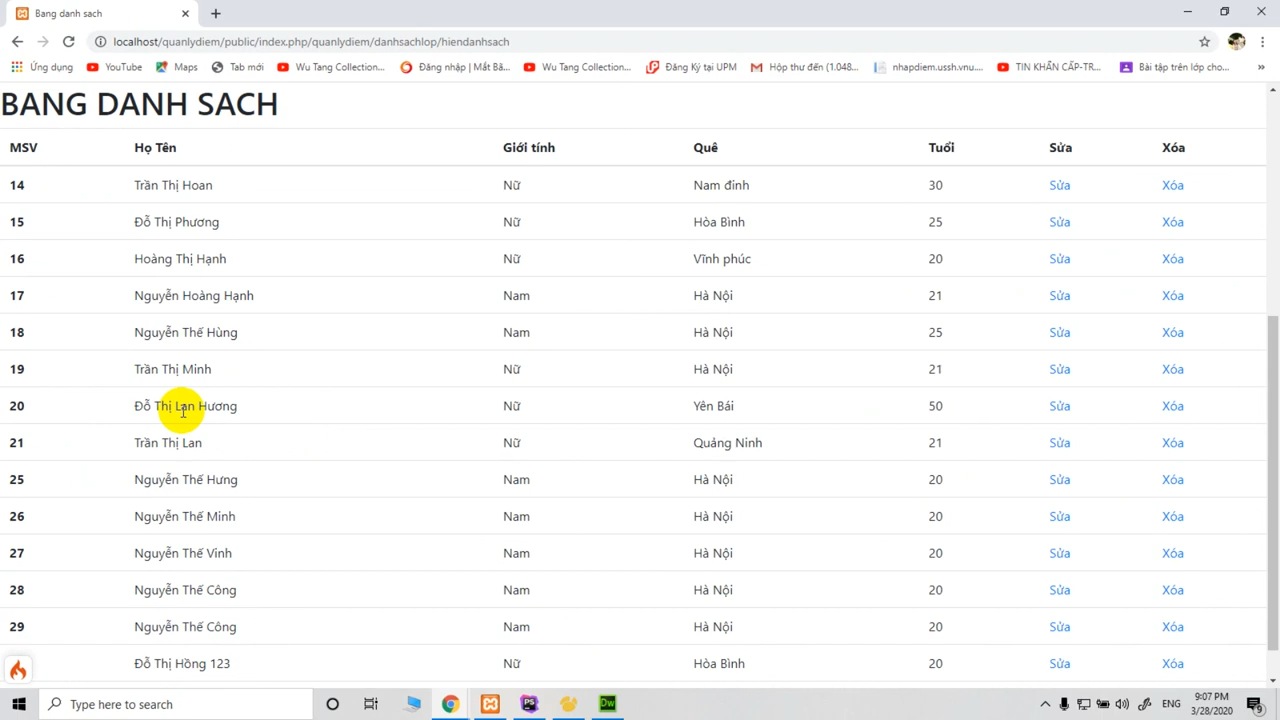 Bang danh sach
localhost/quanlydiem/public/index.php/quanlydiem/danhsachlop/hiendanhsach
Ứng dụng YouTube Maps Tab mới Wu Tang Collection... Đăng nhập | Mắt Bã... Wu Tang Collection... Đăng Ký tại UPM Hộp thư đến (1.048... nhapdiem.ussh.vnu.... TIN KHẨN CẤP-TR... Bài tập trên lớp cho... »
BANG DANH SACH
MSV Họ Tên Giới tính Quê Tuổi Sửa Xóa
14 Trần Thị Hoan Nữ Nam đinh 30 Sửa Xóa
15 Đỗ Thị Phương Nữ Hòa Bình 25 Sửa Xóa
16 Hoàng Thị Hạnh Nữ Vĩnh phúc 20 Sửa Xóa
17 Nguyễn Hoàng Hạnh Nam Hà Nội 21 Sửa Xóa
18 Nguyễn Thế Hùng Nam Hà Nội 25 Sửa Xóa
19 Trần Thị Minh Nữ Hà Nội 21 Sửa Xóa
20 Đỗ Thị Lan Hương Nữ Yên Bái 50 Sửa Xóa
21 Trần Thị Lan Nữ Quảng Ninh 21 Sửa Xóa
25 Nguyễn Thế Hưng Nam Hà Nội 20 Sửa Xóa
26 Nguyễn Thế Minh Nam Hà Nội 20 Sửa Xóa
27 Nguyễn Thế Vinh Nam Hà Nội 20 Sửa Xóa
28 Nguyễn Thế Công Nam Hà Nội 20 Sửa Xóa
29 Nguyễn Thế Công Nam Hà Nội 20 Sửa Xóa
Đỗ Thị Hồng 123 Nữ Hòa Bình 20 Sửa Xóa
Type here to search PS Dw ENG 9:07 PM
3/28/2020 9